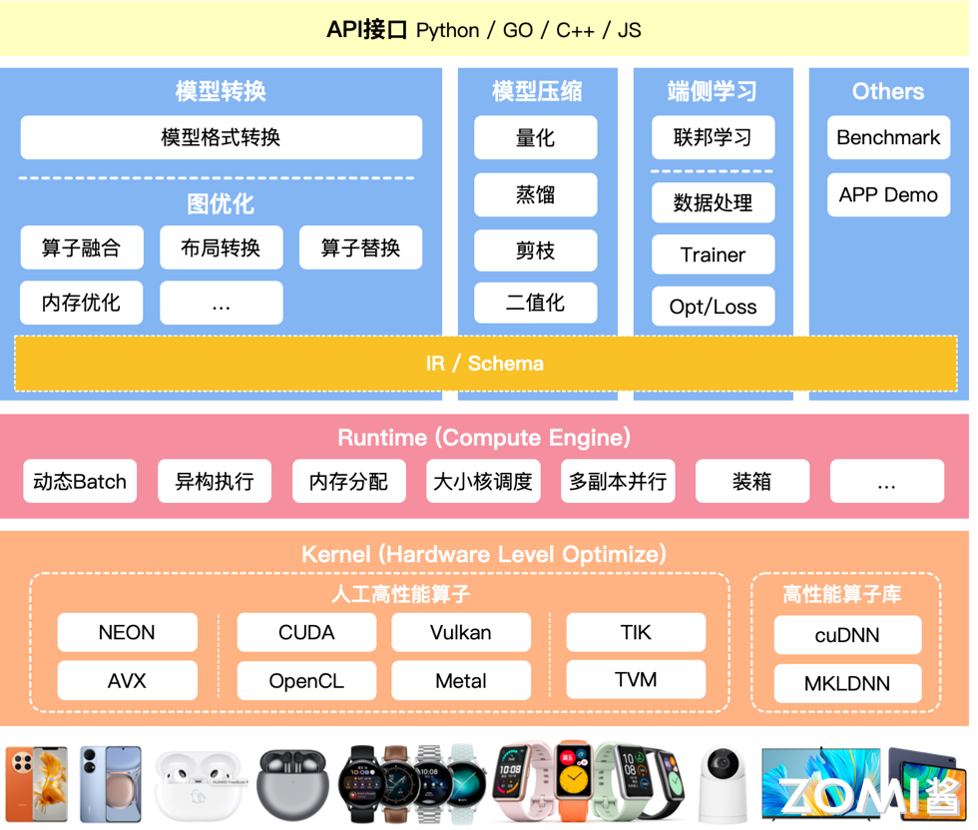 API接口 Python / GO / C++ / JS
模型转换
模型格式转换
图优化
算子融合 布局转换 算子替换
内存优化 ...
模型压缩
量化
蒸馏
剪枝
二值化
端侧学习
联邦学习
数据处理
Trainer
Opt/Loss
Others
Benchmark
APP Demo
IR / Schema
Runtime (Compute Engine)
动态Batch 异构执行 内存分配 大小核调度 多副本并行 装箱 ...
Kernel (Hardware Level Optimize)
人工高性能算子
NEON CUDA Vulkan TIK
AVX OpenCL Metal TVM
高性能算子库
cuDNN
MKLDNN
ZOMI酱